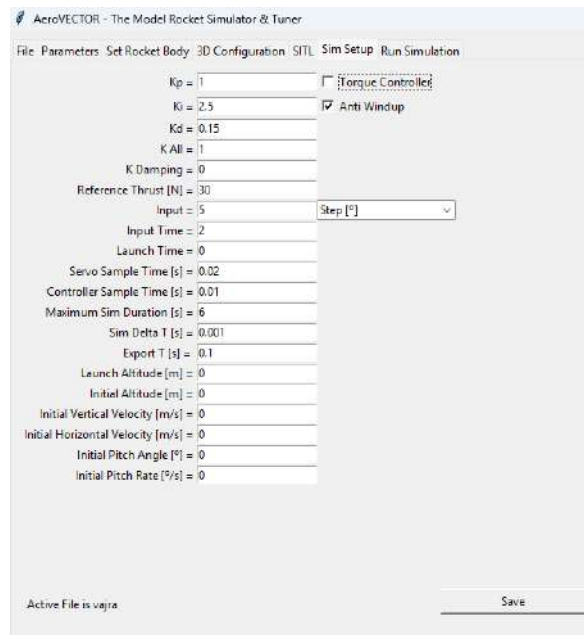 AeroVECTOR - The Model Rocket Simulator & Tuner
File Parameters Set Rocket Body 3D Configuration SITL Sim Setup Run Simulation
Kp = 1 Torque Controller
Ki = 2.5 Anti Windup
Kd = 0.15
K All = 1
K Damping = 0
Reference Thrust [N] = 30
Input = 5 Step [º]
Input Time = 2
Launch Time = 0
Servo Sample Time [s] = 0.02
Controller Sample Time [s] = 0.01
Maximum Sim Duration [s] = 6
Sim Delta T [s] = 0.001
Export T [s] = 0.1
Launch Altitude [m] = 0
Initial Altitude [m] = 0
Initial Vertical Velocity [m/s] = 0
Initial Horizontal Velocity [m/s] = 0
Initial Pitch Angle [º] = 0
Initial Pitch Rate [º/s] = 0
Active File is vajra Save